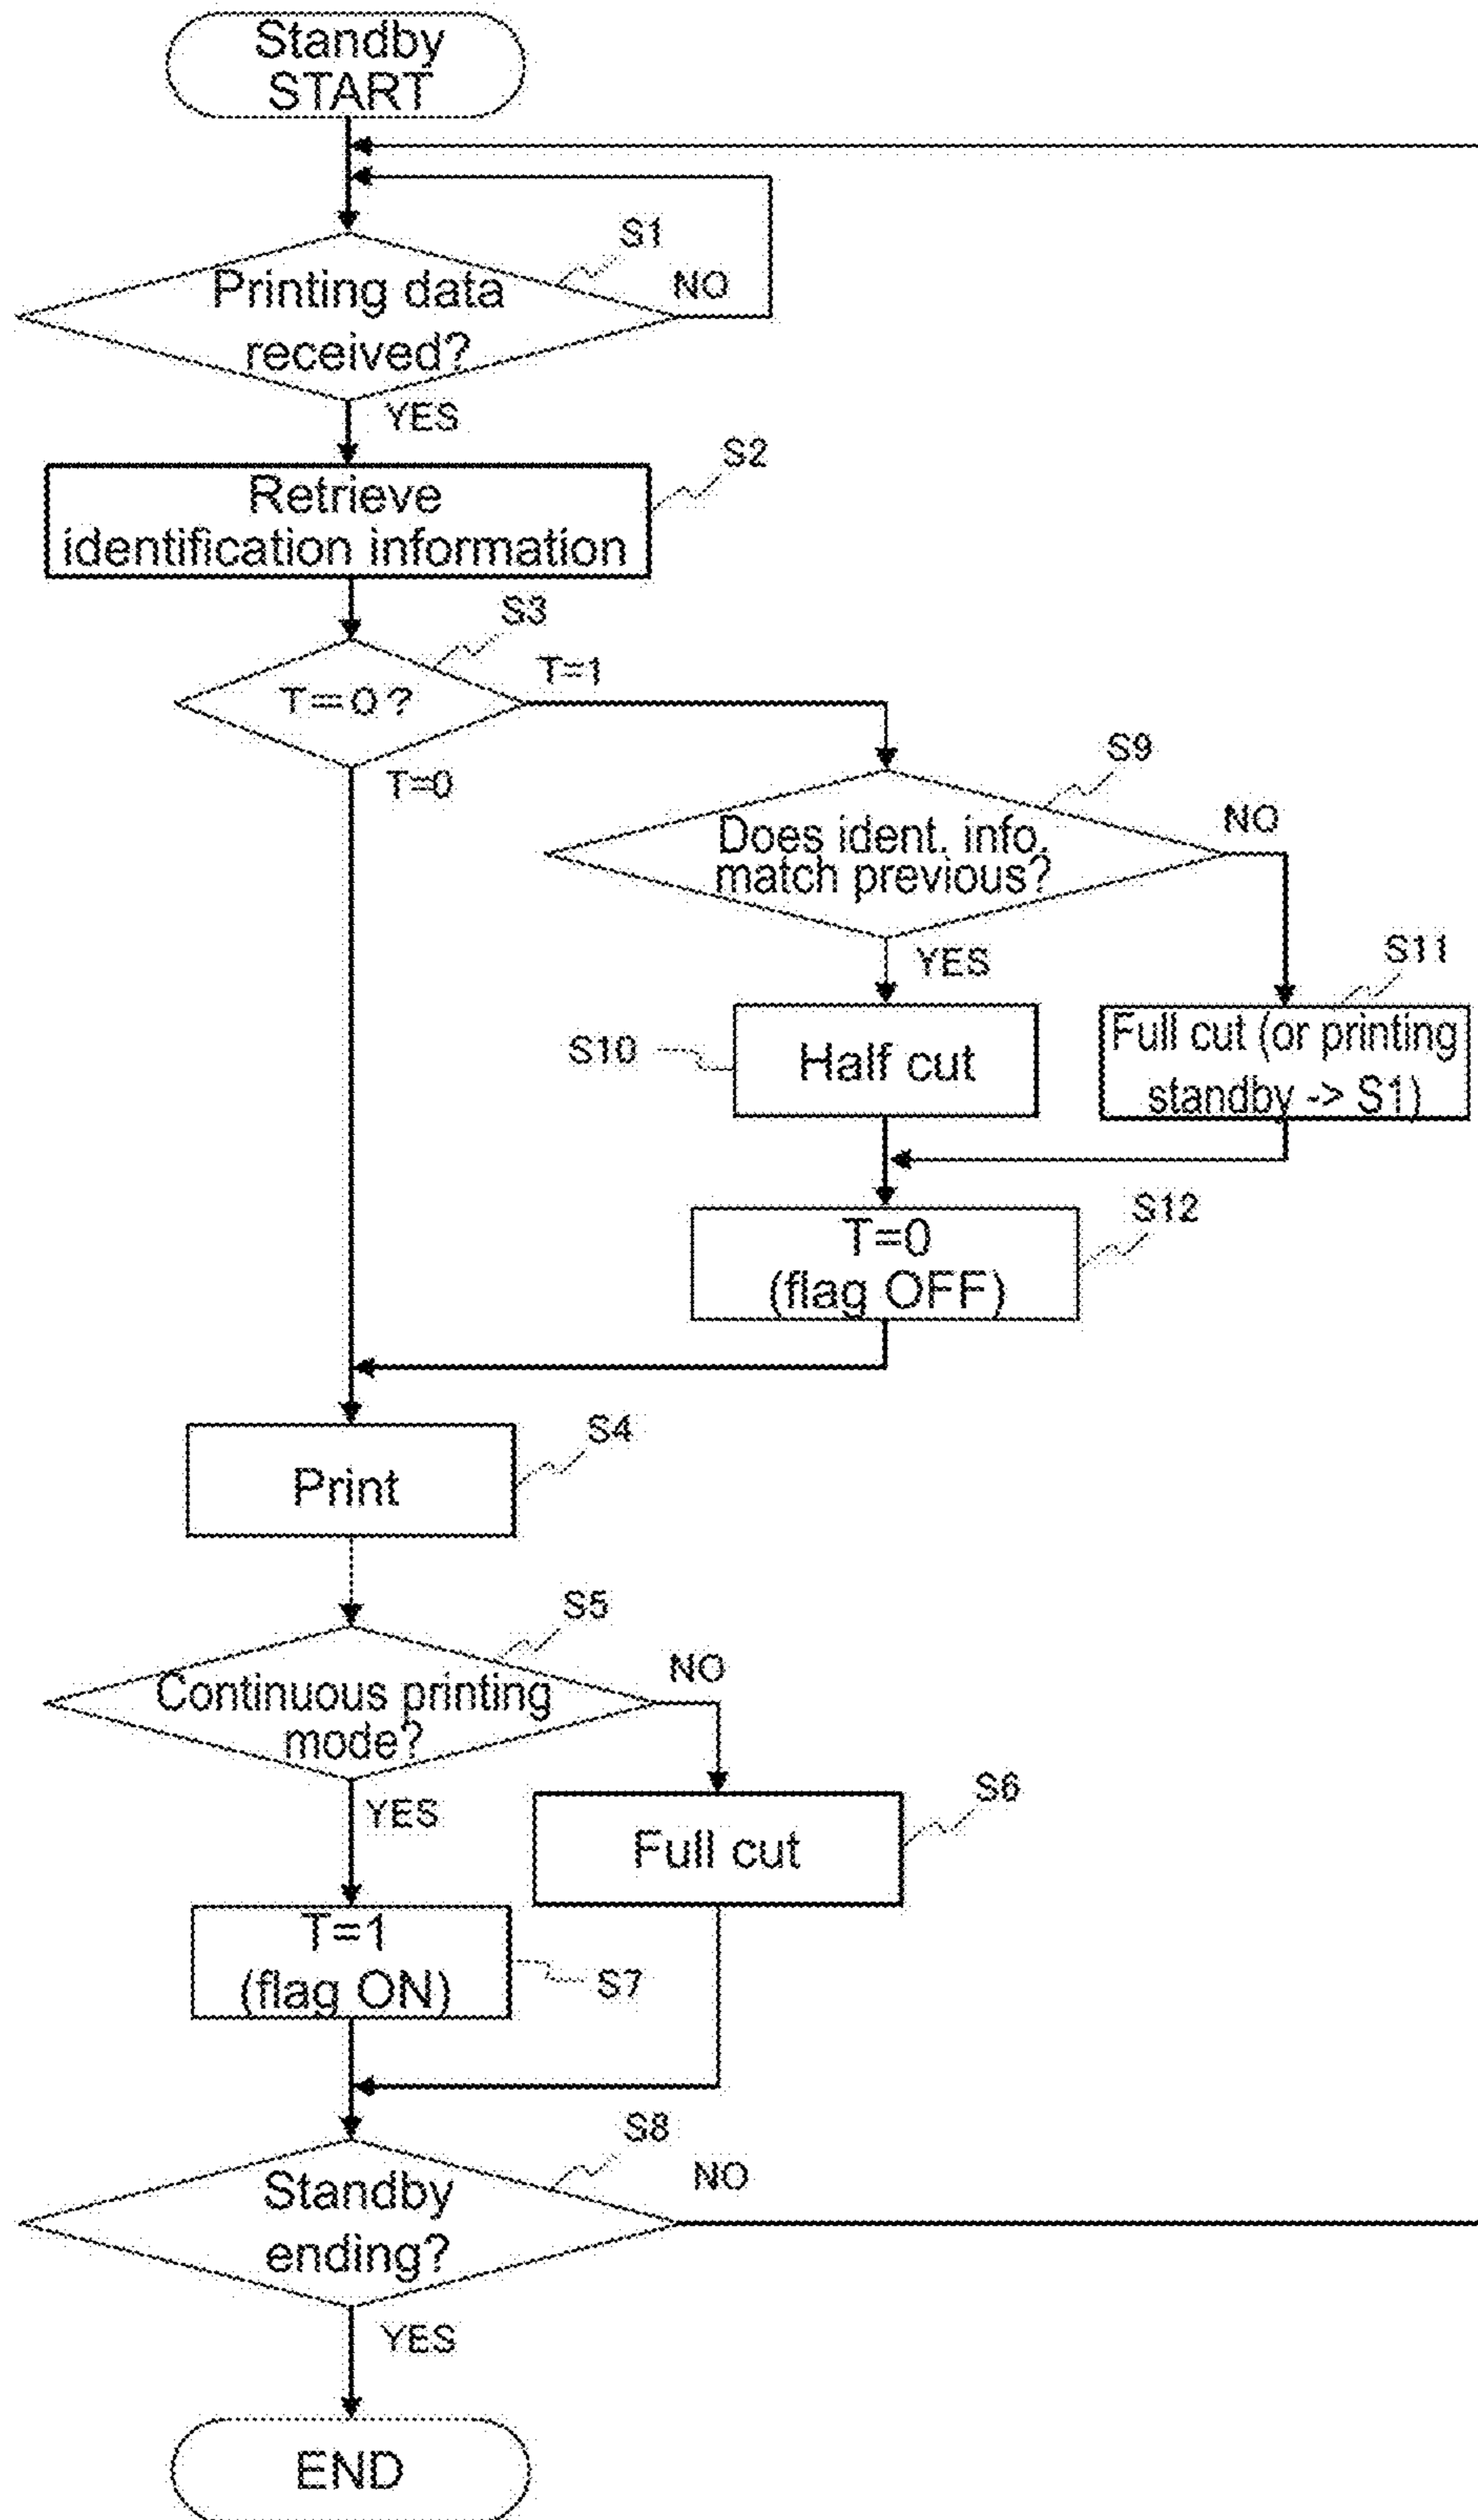 Standby
START
S1
Printing data
received?
NO
YES
S2
Retrieve
identification information
S3
T=0?
T=1
T=0
S9
Does ident. info.
match previous?
NO
YES
S10
Half cut
S11
Full cut (or printing
standby -> S1)
S12
T=0
(flag OFF)
S4
Print
S5
Continuous printing
mode?
NO
YES
S6
Full cut
T=1
(flag ON)
S7
S8
Standby
ending?
NO
YES
END